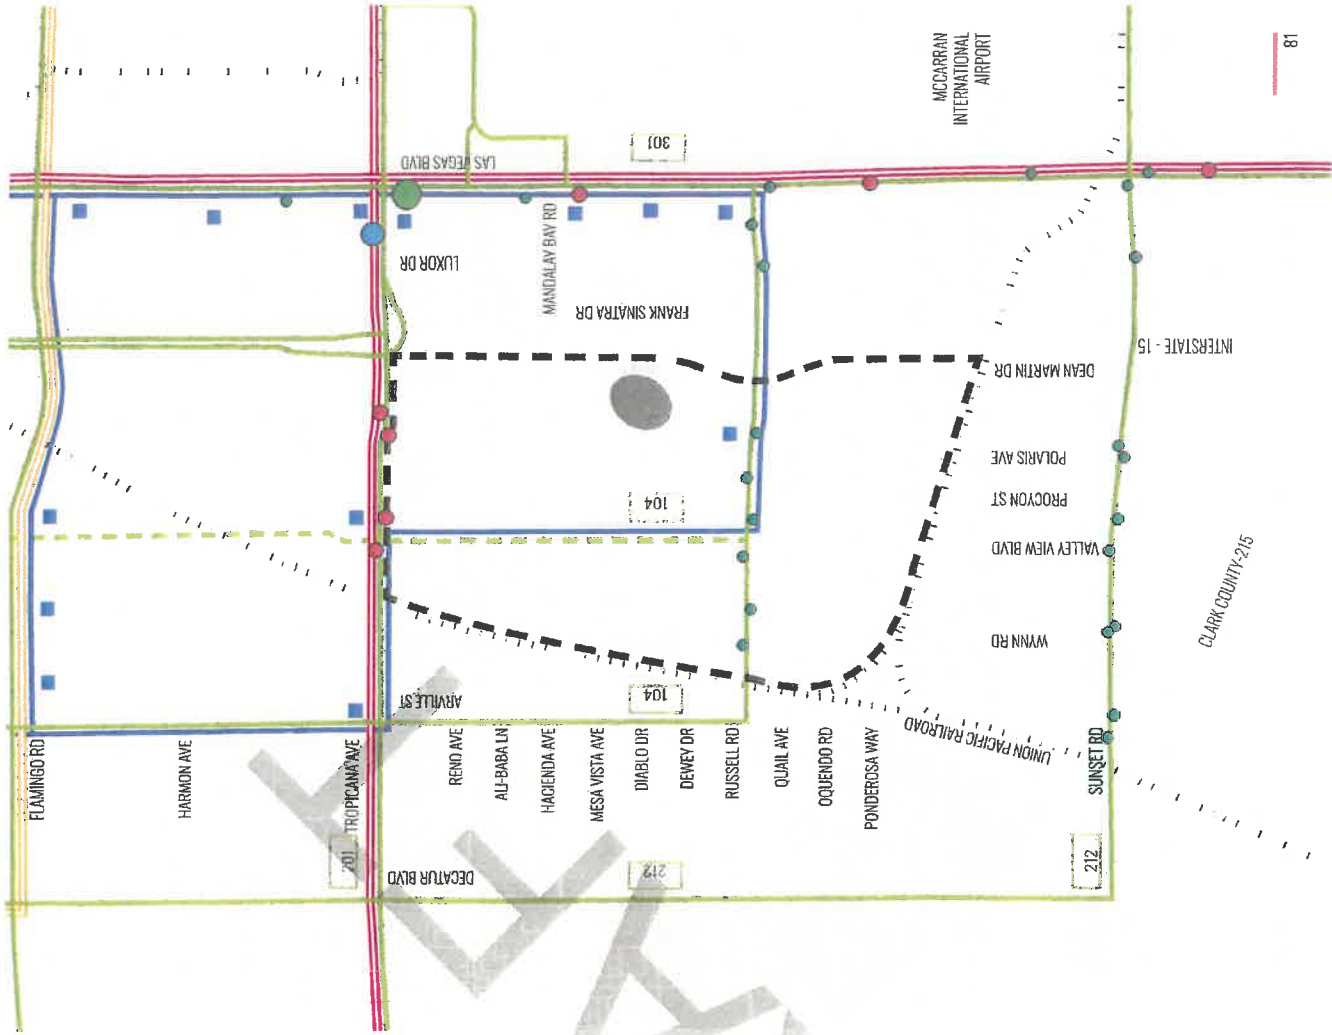 MCCARRAN
INTERNATIONAL
AIRPORT
81
301
LAS VEGAS BLVD
LUXOR DR
MANDALAY BAY RD
FRANK SINATRA DR
INTERSTATE - 15
DEAN MARTIN DR
POLARIS AVE
PROCYON ST
VALLEY VIEW BLVD
WYNN RD
CLARK COUNTY-215
104
104
ARVILLE ST
UNION PACIFIC RAILROAD
FLAMINGO RD
HARMON AVE
TROPICANA AVE
RENO AVE
ALI-BABA LN
HACIENDA AVE
MESA VISTA AVE
DIABLO DR
DEWEY DR
RUSSELL RD
QUAIL AVE
OQUENDO RD
PONDEROSA WAY
SUNSET RD
201
DECATUR BLVD
212
212